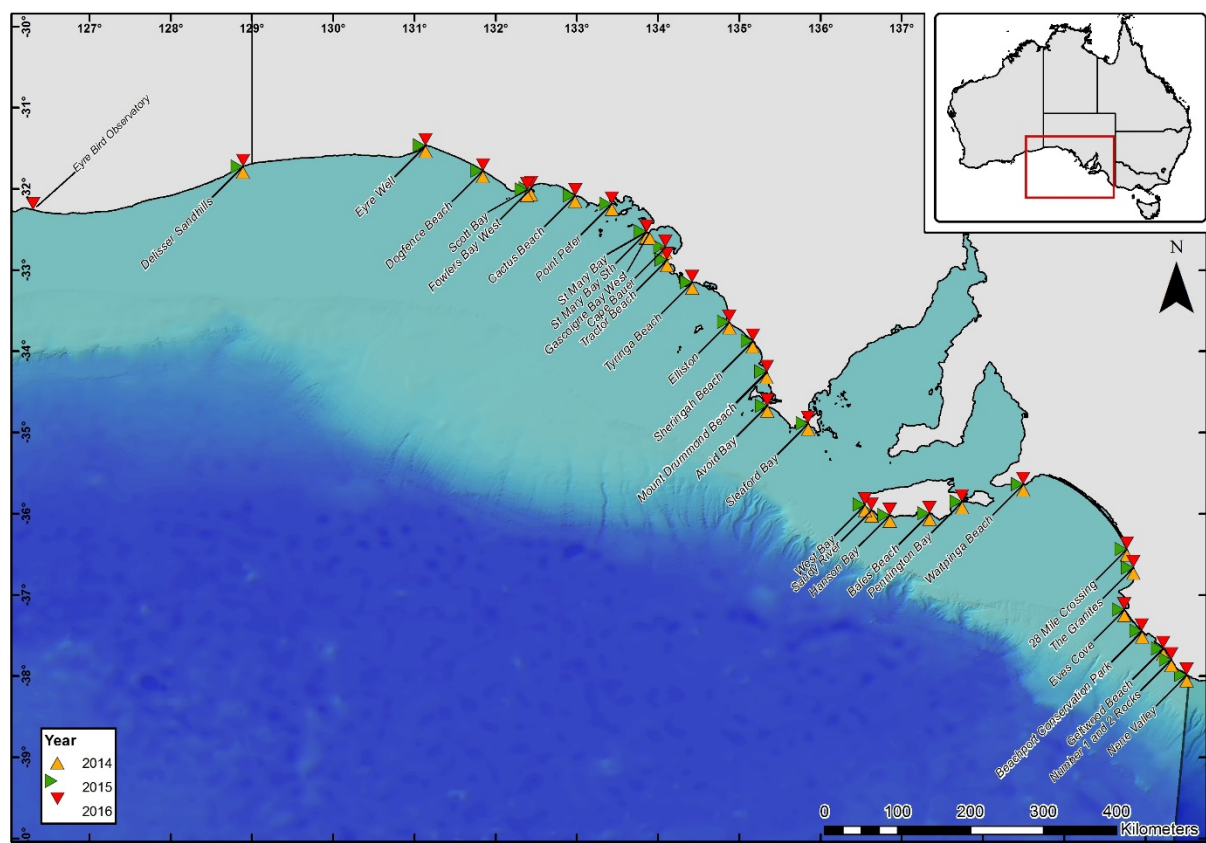 127° 128° 129° 130° 131° 132° 133° 134° 135° 136° 137°
-30°
-31°
-32°
-33°
-34°
-35°
-36°
-37°
-38°
-39°
Eyre Bird Observatory
Delisser Sandhills
Eyre Well
Dogfence Beach
Scott Bay
Fowlers Bay West
Cactus Beach
Point Peter
St Mary Bay
St Mary Bay Sth
Gascoigne Bay West
Cape Bauer
Tractor Beach
Tyringa Beach
Elliston
Sheringah Beach
Mount Drummond Beach
Avoid Bay
Sleaford Bay
West Bay
Sandy River
Hanson Bay
Bales Beach
Pennington Bay
Waitpinga Beach
28 Mile Crossing
The Granites
Eves Cove
Beachport Conservation Park
Geltwood Beach
Number 1 and 2 Rocks
Nene Valley
N
Year
2014
2015
2016
0 100 200 300 400
Kilometers